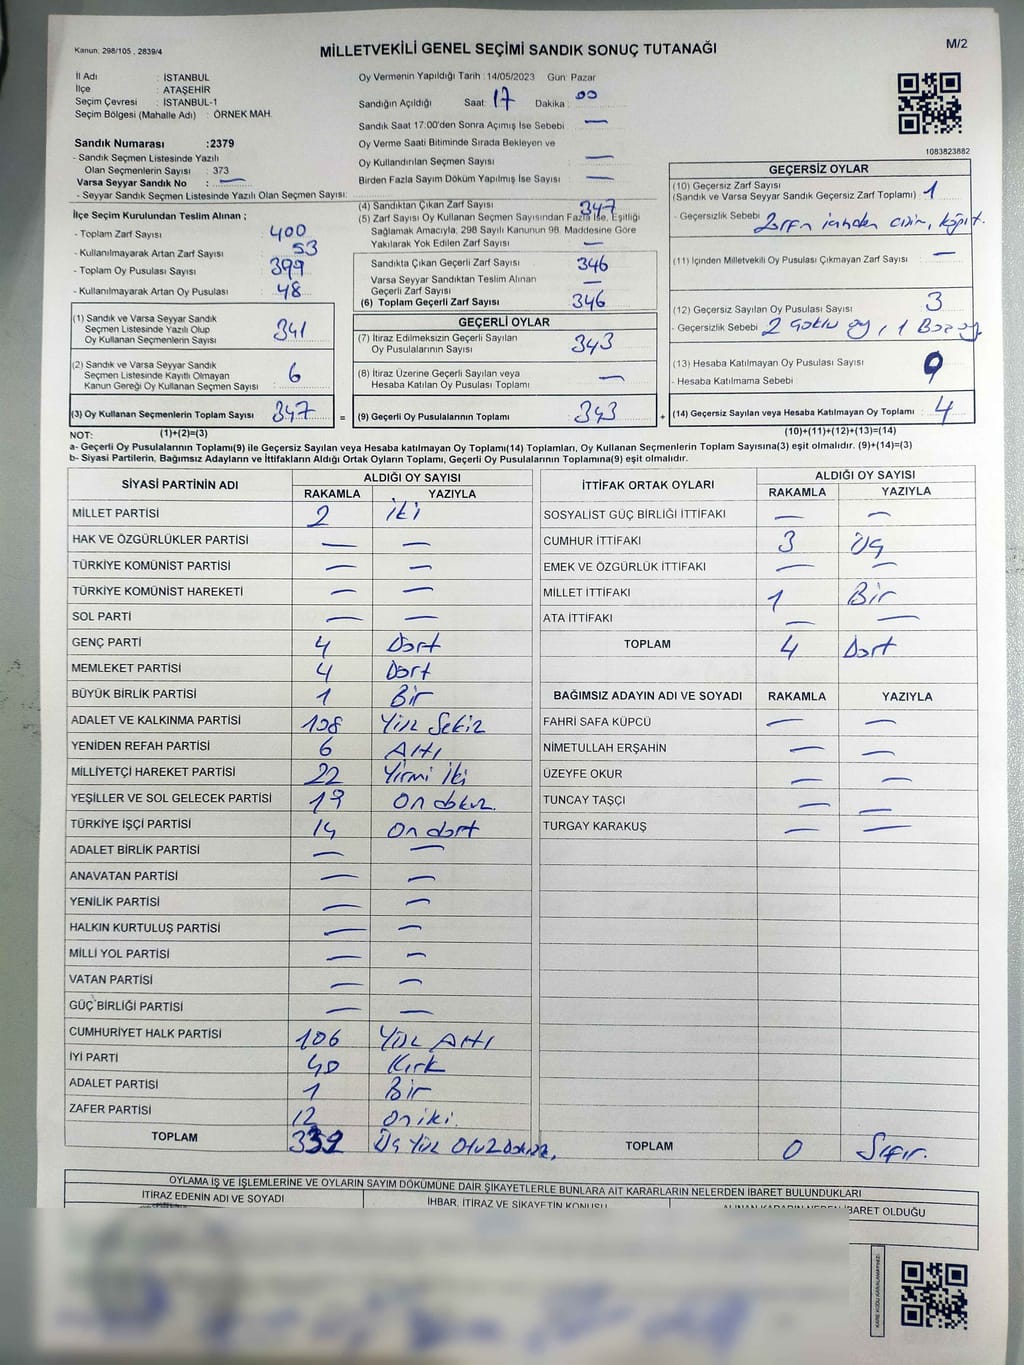 Kanun, 298/105 , 2839/4
MİLLETVEKİLİ GENEL SEÇİMİ SANDIK SONUÇ TUTANAĞI
M/2
İl Adı : İSTANBUL
İlçe : ATAŞEHİR
Seçim Çevresi : İSTANBUL-1
Seçim Bölgesi (Mahalle Adı) : ÖRNEK MAH.
Sandık Numarası :2379
- Sandık Seçmen Listesinde Yazılı
Olan Seçmenlerin Sayısı : 373
Varsa Seyyar Sandık No : —
- Seyyar Sandık Seçmen Listesinde Yazılı Olan Seçmen Sayısı:
Oy Vermenin Yapıldığı Tarih : 14/05/2023 Gün: Pazar
Sandığın Açıldığı Saat: 17 Dakika : 00
Sandık Saat 17:00'den Sonra Açımış İse Sebebi : —
Oy Verme Saati Bitiminde Sırada Bekleyen ve
Oy Kullandırılan Seçmen Sayısı : —
Birden Fazla Sayım Döküm Yapılmış İse Sayısı : —
1083823882
İlçe Seçim Kurulundan Teslim Alınan ;
- Toplam Zarf Sayısı : 400
- Kullanılmayarak Artan Zarf Sayısı : 53
- Toplam Oy Pusulası Sayısı : 399
- Kullanılmayarak Artan Oy Pusulası : 48
(1) Sandık ve Varsa Seyyar Sandık
Seçmen Listesinde Yazılı Olup
Oy Kullanan Seçmenlerin Sayısı : 341
(2) Sandık ve Varsa Seyyar Sandık
Seçmen Listesinde Kayıtlı Olmayan
Kanun Gereği Oy Kullanan Seçmen Sayısı : 6
(3) Oy Kullanan Seçmenlerin Toplam Sayısı : 347 =
(4) Sandıktan Çıkan Zarf Sayısı : 347
(5) Zarf Sayısı Oy Kullanan Seçmen Sayısından Fazla İse, Eşitliği
Sağlamak Amacıyla, 298 Sayılı Kanunun 98. Maddesine Göre
Yakılarak Yok Edilen Zarf Sayısı : —
Sandıkta Çıkan Geçerli Zarf Sayısı : 346
Varsa Seyyar Sandıktan Teslim Alınan
Geçerli Zarf Sayısı : —
(6) Toplam Geçerli Zarf Sayısı : 346
GEÇERLİ OYLAR
(7) İtiraz Edilmeksizin Geçerli Sayılan
Oy Pusulalarının Sayısı : 343
(8) İtiraz Üzerine Geçerli Sayılan veya
Hesaba Katılan Oy Pusulası Toplamı : —
(9) Geçerli Oy Pusulalarının Toplamı : 343 +
GEÇERSİZ OYLAR
(10) Geçersiz Zarf Sayısı
(Sandık ve Varsa Seyyar Sandık Geçersiz Zarf Toplamı) : 1
- Geçersizlik Sebebi : Zarfın
(11) İçinden Milletvekili Oy Pusulası Çıkmayan Zarf Sayısı : —
(12) Geçersiz Sayılan Oy Pusulası Sayısı : 3
- Geçersizlik Sebebi : 2 oy, 1
(13) Hesaba Katılmayan Oy Pusulası Sayısı : 0
- Hesaba Katılmama Sebebi :
(14) Geçersiz Sayılan veya Hesaba Katılmayan Oy Toplamı : 4
NOT: (1)+(2)=(3)
(10)+(11)+(12)+(13)=(14)
a- Geçerli Oy Pusulalarının Toplamı(9) ile Geçersiz Sayılan veya Hesaba katılmayan Oy Toplamı(14) Toplamları, Oy Kullanan Seçmenlerin Toplam Sayısına(3) eşit olmalıdır. (9)+(14)=(3)
b- Siyasi Partilerin, Bağımsız Adayların ve İttifakların Aldığı Ortak Oyların Toplamı, Geçerli Oy Pusulalarının Toplamına(9) eşit olmalıdır.
SİYASİ PARTİNİN ADI ALDIĞI OY SAYISI
RAKAMLA YAZIYLA
MİLLET PARTİSİ 2 iki
HAK VE ÖZGÜRLÜKLER PARTİSİ — —
TÜRKİYE KOMÜNİST PARTİSİ — —
TÜRKİYE KOMÜNİST HAREKETİ — —
SOL PARTİ — —
GENÇ PARTİ 4 Dört
MEMLEKET PARTİSİ 4 Dört
BÜYÜK BİRLİK PARTİSİ 1 Bir
ADALET VE KALKINMA PARTİSİ 108 Yüz Sekiz
YENİDEN REFAH PARTİSİ 6 Altı
MİLLİYETÇİ HAREKET PARTİSİ 22 Yirmi iki
YEŞİLLER VE SOL GELECEK PARTİSİ 19 On dokuz.
TÜRKİYE İŞÇİ PARTİSİ 14 On dört
ADALET BİRLİK PARTİSİ — —
ANAVATAN PARTİSİ — —
YENİLİK PARTİSİ — —
HALKIN KURTULUŞ PARTİSİ — —
MİLLİ YOL PARTİSİ — —
VATAN PARTİSİ — —
GÜÇ BİRLİĞİ PARTİSİ — —
CUMHURİYET HALK PARTİSİ 106 Yüz Altı
İYİ PARTİ 40 Kırk
ADALET PARTİSİ 1 Bir
ZAFER PARTİSİ 12 On iki.
TOPLAM 339 Üç Yüz Otuz Dokuz.
İTTİFAK ORTAK OYLARI ALDIĞI OY SAYISI
RAKAMLA YAZIYLA
SOSYALİST GÜÇ BİRLİĞİ İTTİFAKI — —
CUMHUR İTTİFAKI 3 Üç
EMEK VE ÖZGÜRLÜK İTTİFAKI — —
MİLLET İTTİFAKI 1 Bir
ATA İTTİFAKI — —
TOPLAM 4 Dört
BAĞIMSIZ ADAYIN ADI VE SOYADI RAKAMLA YAZIYLA
FAHRİ SAFA KÜPCÜ — —
NİMETULLAH ERŞAHİN — —
ÜZEYFE OKUR — —
TUNCAY TAŞÇI — —
TURGAY KARAKUŞ — —
TOPLAM 0 Sıfır.
OYLAMA İŞ VE İŞLEMLERİNE VE OYLARIN SAYIM DÖKÜMÜNE DAİR ŞİKAYETLERLE BUNLARA AİT KARARLARIN NELERDEN İBARET BULUNDUKLARI
İTİRAZ EDENİN ADI VE SOYADI İHBAR, İTİRAZ VE ŞİKAYETİN KONUSU ALINAN KARARIN NEDEN İBARET OLDUĞU
KARE KODU KARALAMAYINIZ!